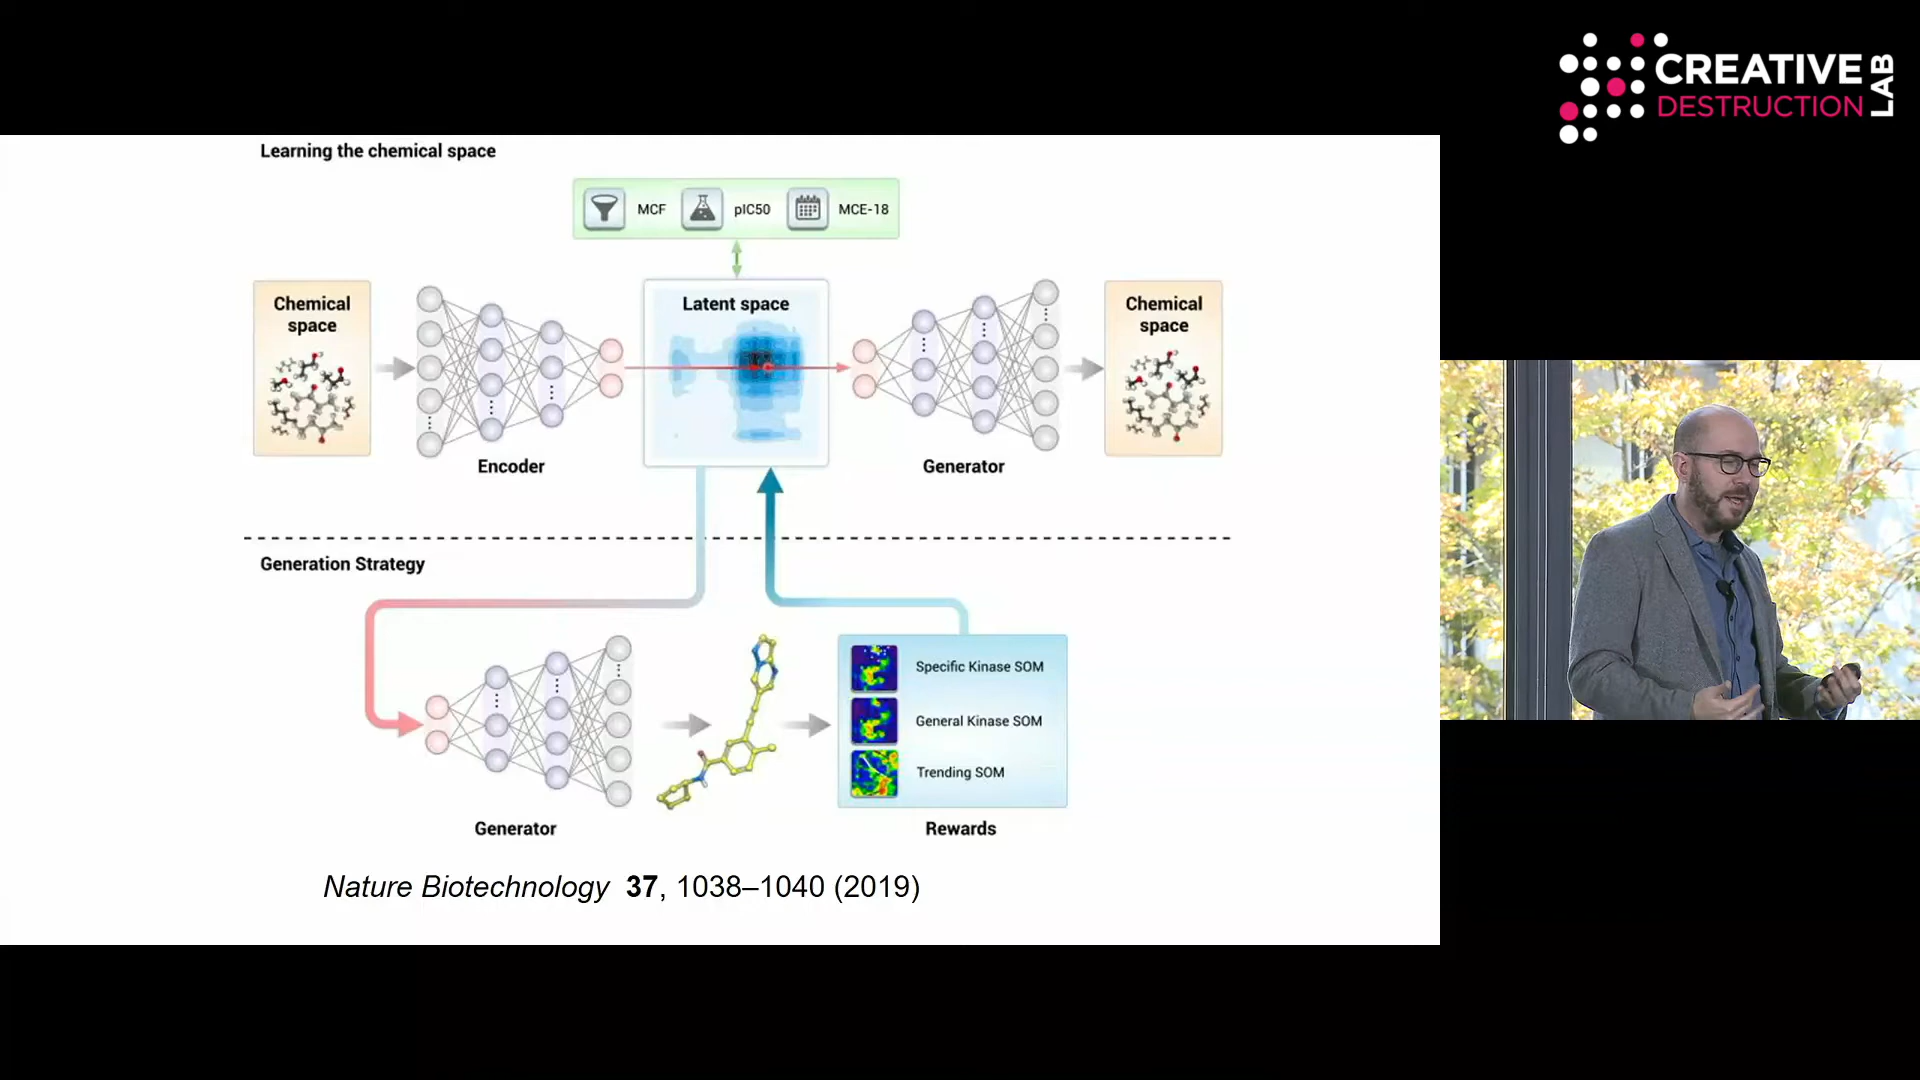 CREATIVE
DESTRUCTION
LAB
Learning the chemical space
MCF
pIC50
MCE-18
Chemical
space
Latent space
Chemical
space
Encoder
Generator
Generation Strategy
Specific Kinase SOM
General Kinase SOM
Trending SOM
Generator
Rewards
Nature Biotechnology 37, 1038–1040 (2019)